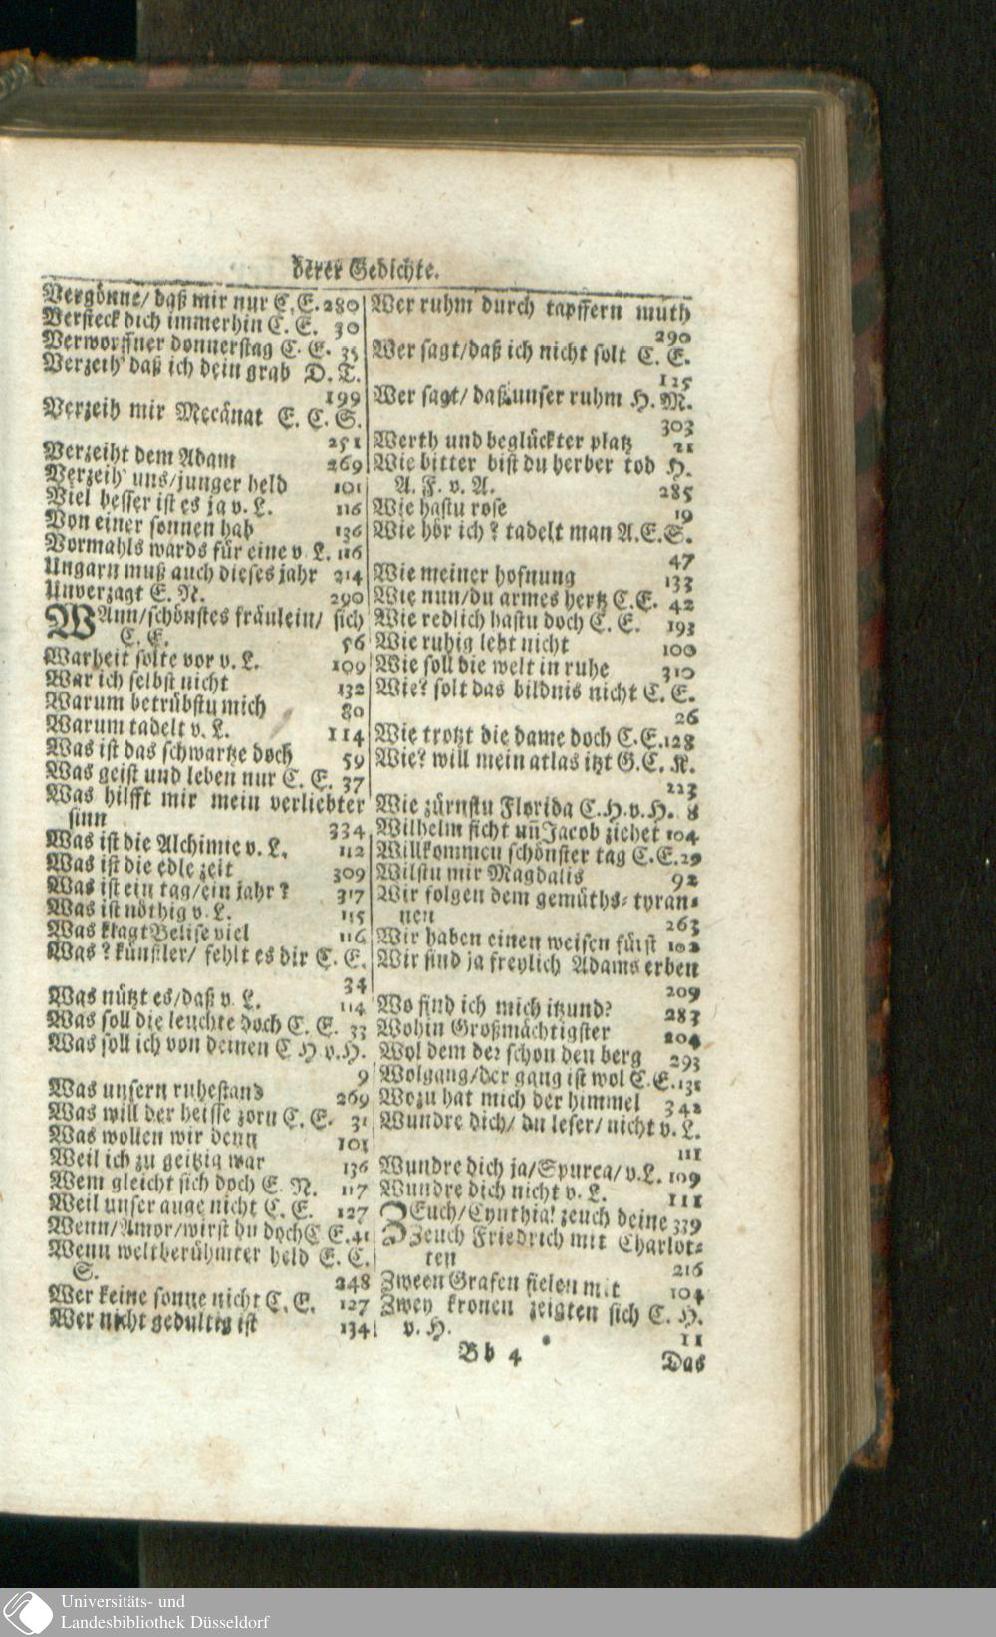 derer Gedichte.
Vergönne/ daß mir nur C.E. 280
Versteck dich immerhin C. E. 30
Verworffner donnerstag C. E. 35
Verzeih' daß ich dein grab D. T.
199
Verzeih mir Mecänat E. C. S.
251
Verzeiht dem Adam 269
Verzeih' uns/junger held 101
Viel besser ist es ja v. L. 116
Von einer sonnen hab 136
Vormahls wards für eine v. L. 116
Ungarn muß auch dieses jahr 214
Unverzagt E. N. 290
WAnn/schönstes fräulein/ sich
C. E. 56
Warheit solte vor v. L. 109
War ich selbst nicht 132
Warum betrübstu mich 80
Warum tadelt v. L. 114
Was ist das schwartze doch 59
Was geist und leben nur C. E. 37
Was hilfft mir mein verliebter
sinn 334
Was ist die Alchimie v. L. 112
Was ist die edle zeit 309
Was ist ein tag/ein jahr? 317
Was ist nöthig v. L. 115
Was klagt Belise viel 116
Was? künstler/ fehlt es dir C. E.
34
Was nützt es/daß v. L. 114
Was soll die leuchte doch C. E. 33
Was soll ich von deinen C H v. H.
9
Was unsern ruhestand 269
Was will der heisse zorn C. E. 31
Was wollen wir denn 101
Weil ich zu geitzig war 136
Wem gleicht sich doch E. N. 117
Weil unser auge nicht C. E. 127
Wenn/Amor/wirst du doch C E. 41
Wenn weltberühmter held E. C.
S. 248
Wer keine sonne nicht C. E. 127
Wer nicht gedultig ist 134
Wer ruhm durch tapffern muth
290
Wer sagt/daß ich nicht solt C. E.
125
Wer sagt/ daß unser ruhm H. M.
303
Werth und beglückter platz 21
Wie bitter bist du herber tod H.
A. F. v. A. 285
Wie hastu rose 19
Wie hör ich? tadelt man A.E.S.
47
Wie meiner hofnung 133
Wie nun/du armes hertz C.E. 42
Wie redlich hastu doch C. E. 193
Wie ruhig lebt nicht 100
Wie soll die welt in ruhe 310
Wie? solt das bildnis nicht C. E.
26
Wie trotzt die dame doch C.E. 128
Wie? will mein atlas itzt G.C. K.
223
Wie zürnstu Florida C.H.v.H. 8
Wilhelm ficht un Jacob ziehet 104
Willkommen schönster tag C.E. 29
Wilstu mir Magdalis 92
Wir folgen dem gemüths-tyran-
nen 263
Wir haben einen weisen fürst 102
Wir sind ja freylich Adams erben
209
Wo find ich mich itzund? 283
Wohin Großmächtigster 204
Wol dem der schon den berg 293
Wolgang/der gang ist wol C.E. 131
Wozu hat mich der himmel 342
Wundre dich/ du leser/ nicht v. L.
111
Wundre dich ja/Spurca/ v.L. 109
Wundre dich nicht v. L. 111
ZEuch/Cynthia! zeuch deine 339
Zeuch Friedrich mit Charlot-
ten 216
Zween Grafen fielen mit 104
Zwey kronen zeigten sich C. H.
v. H. 11
Bb 4
Das
Universitäts- und
Landesbibliothek Düsseldorf